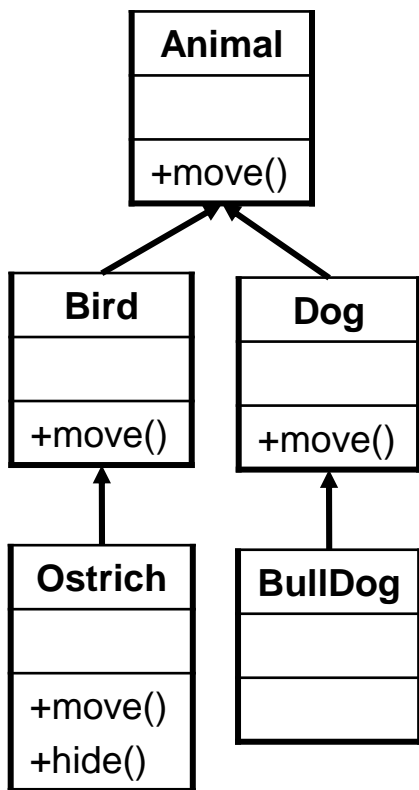 Animal
+move()
Bird
+move()
Dog
+move()
Ostrich
+move()
+hide()
BullDog